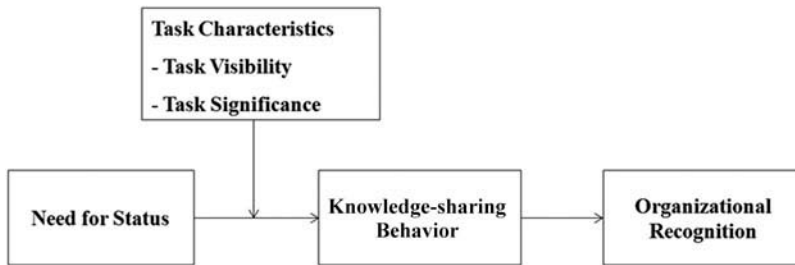 Task Characteristics
- Task Visibility
- Task Significance
Need for Status
Knowledge-sharing
Behavior
Organizational
Recognition